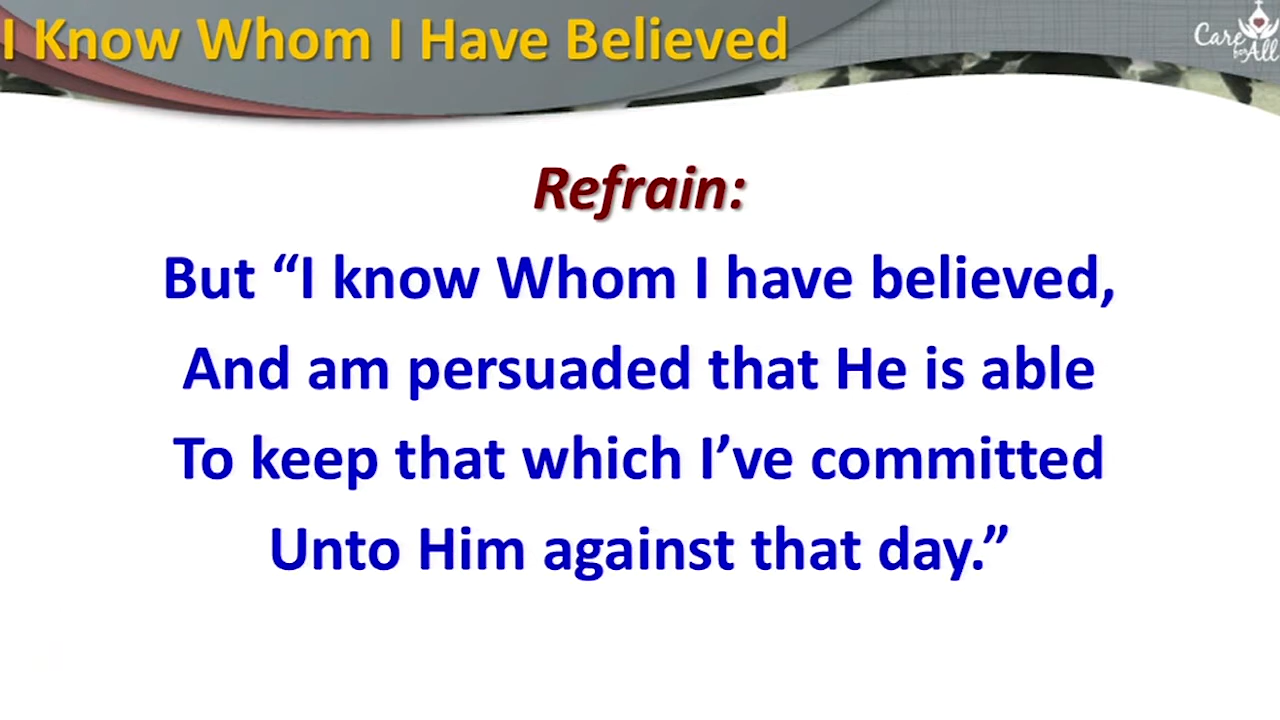 I Know Whom I Have Believed
Care
for All
Refrain:
But “I know Whom I have believed,
And am persuaded that He is able
To keep that which I’ve committed
Unto Him against that day.”